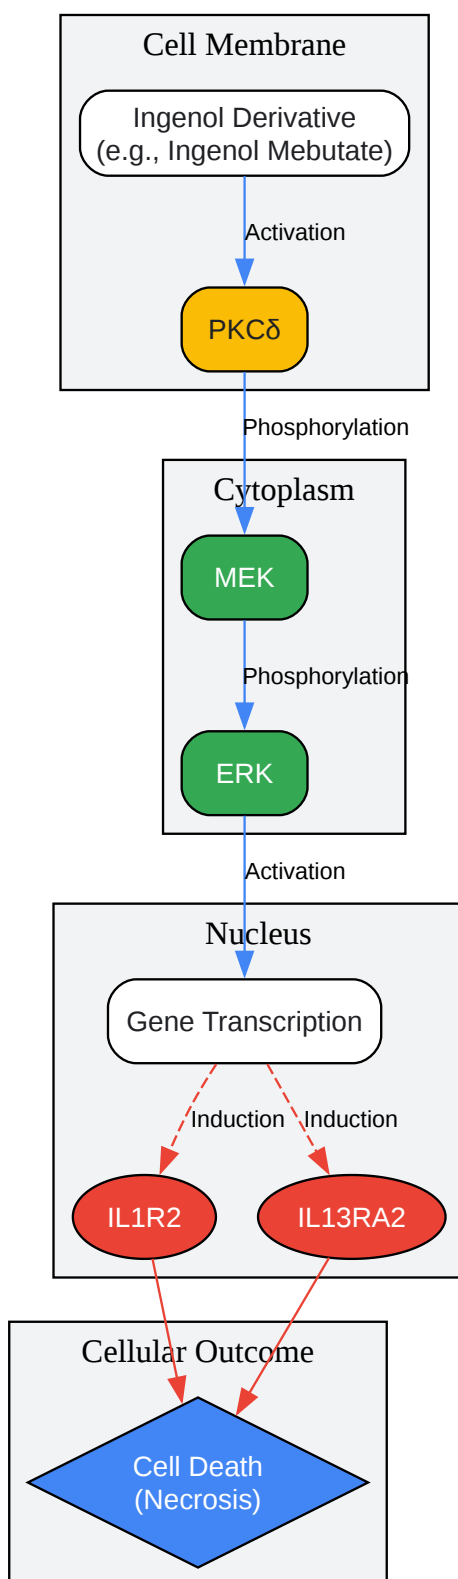 Cell Membrane
Ingenol Derivative
(e.g., Ingenol Mebutate)
Activation
PKCδ
Phosphorylation
Cytoplasm
MEK
Phosphorylation
ERK
Activation
Nucleus
Gene Transcription
Induction
Induction
IL1R2
IL13RA2
Cellular Outcome
Cell Death
(Necrosis)